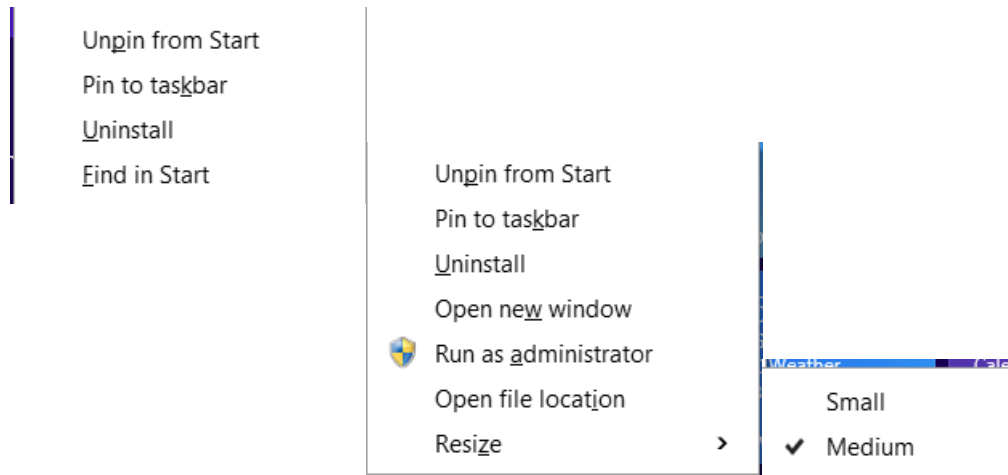 Unpin from Start
Pin to taskbar
Uninstall
Find in Start
Unpin from Start
Pin to taskbar
Uninstall
Open new window
Run as administrator
Open file location
Resize
Weather
Small
Medium